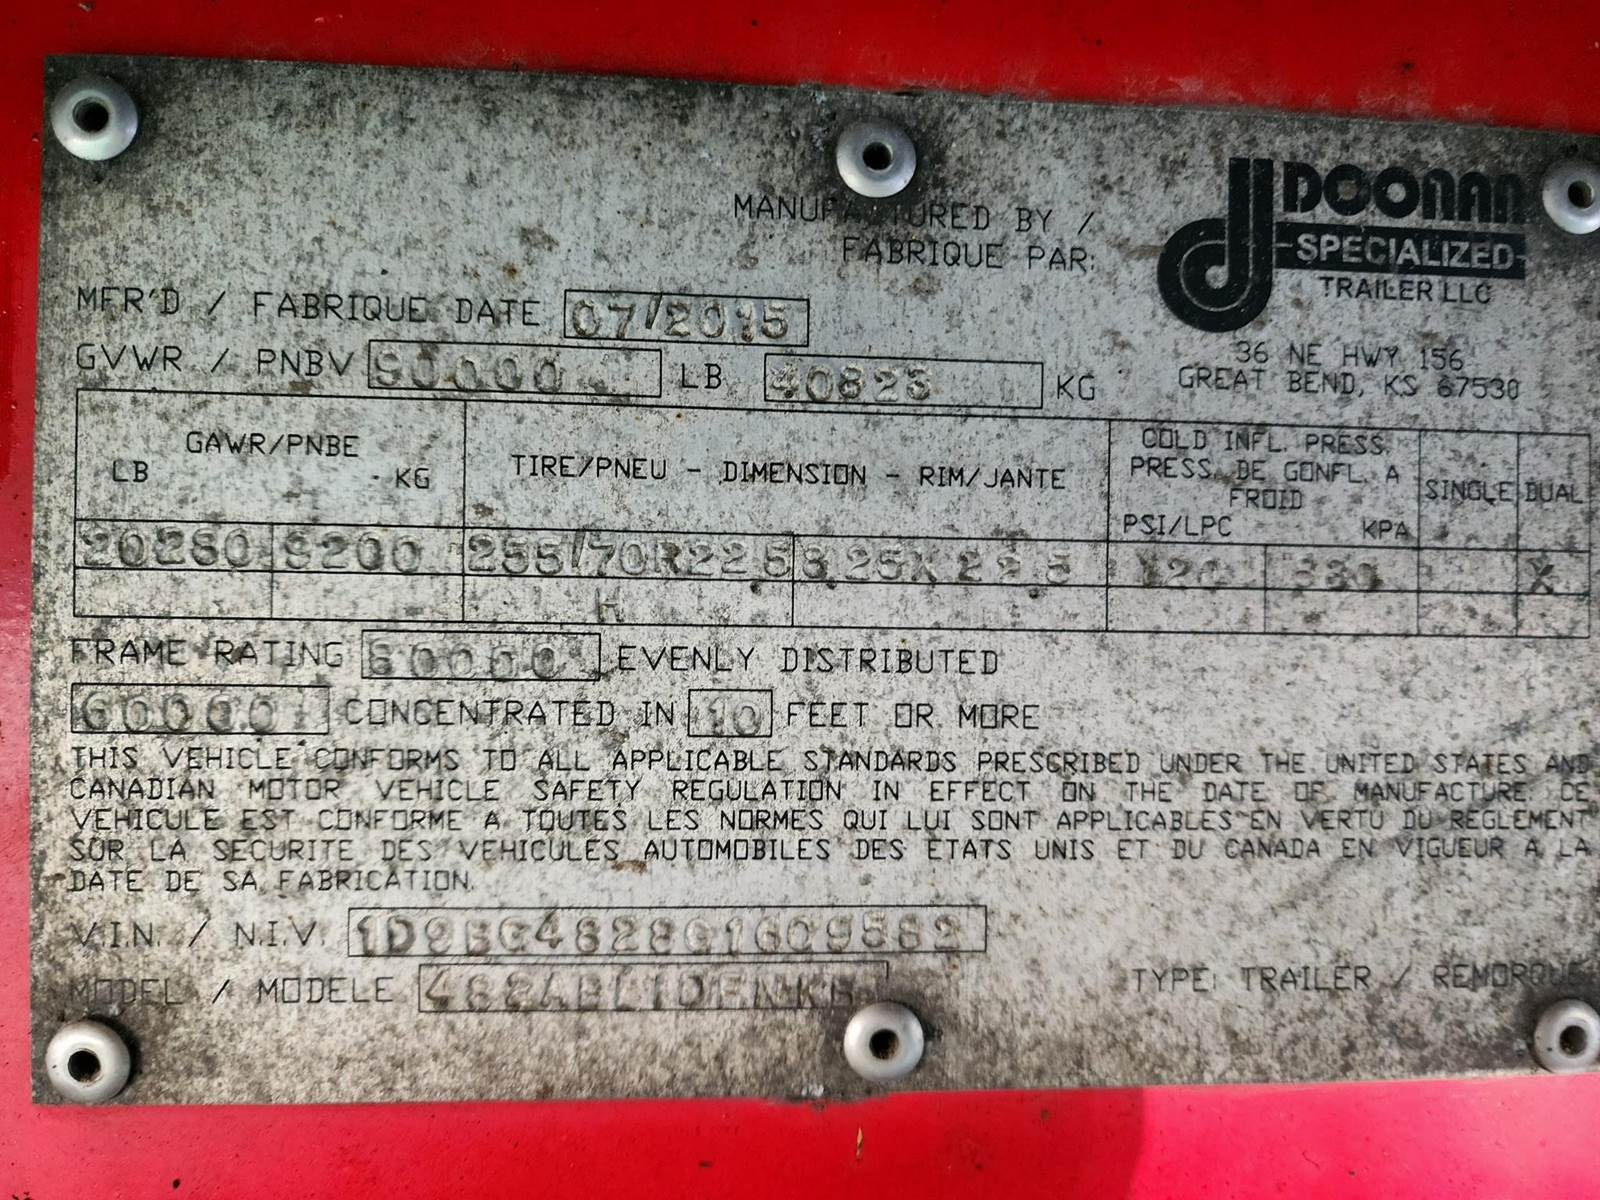 MANUFACTURED BY /
FABRIQUE PAR:
DOONAN
SPECIALIZED
TRAILER LLC
36 NE HWY 156
GREAT BEND, KS 67530
MFR'D / FABRIQUE DATE 07/2015
GVWR / PNBV 90000 LB 40823 KG
GAWR/PNBE
LB KG
TIRE/PNEU - DIMENSION - RIM/JANTE
COLD INFL. PRESS.
PRESS. DE GONFL. A
FROID
PSI/LPC KPA
SINGLE DUAL
20280 9200 255/70R22.5 8.25X22.5 120 830 X
H
FRAME RATING 80000 EVENLY DISTRIBUTED
60000 CONCENTRATED IN 10 FEET OR MORE
THIS VEHICLE CONFORMS TO ALL APPLICABLE STANDARDS PRESCRIBED UNDER THE UNITED STATES AND
CANADIAN MOTOR VEHICLE SAFETY REGULATION IN EFFECT ON THE DATE OF MANUFACTURE. CE
VEHICULE EST CONFORME A TOUTES LES NORMES QUI LUI SONT APPLICABLES EN VERTU DU REGLEMENT
SUR LA SECURITE DES VEHICULES AUTOMOBILES DES ETATS UNIS ET DU CANADA EN VIGUEUR A LA
DATE DE SA FABRICATION.
V.I.N. / N.I.V.
MODEL / MODELE
TYPE: TRAILER / REMORQUE